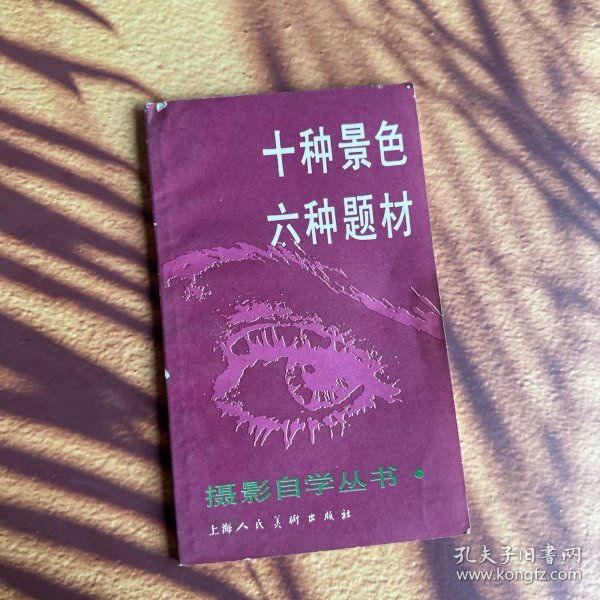 十种景色
六种题材
摄影自学丛书·
上海人民美術出版社
孔夫子旧书网
www.kongfz.com